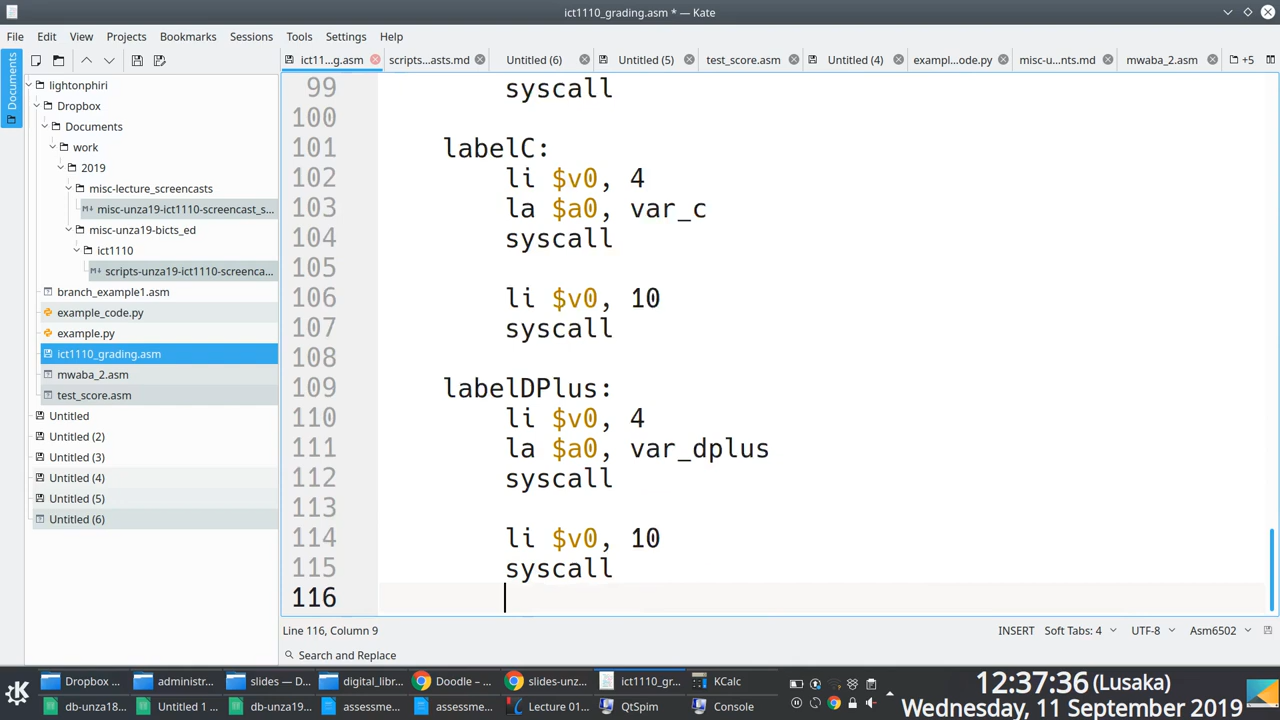 ict1110_grading.asm * — Kate
File Edit View Projects Bookmarks Sessions Tools Settings Help
Documents
ict11...g.asm scripts...asts.md Untitled (6) Untitled (5) test_score.asm Untitled (4) exampl...ode.py misc-u...nts.md mwaba_2.asm +5
lightonphiri
Dropbox
Documents
work
2019
misc-lecture_screencasts
misc-unza19-ict1110-screencast_s...
misc-unza19-bicts_ed
ict1110
scripts-unza19-ict1110-screenca...
branch_example1.asm
example_code.py
example.py
ict1110_grading.asm
mwaba_2.asm
test_score.asm
Untitled
Untitled (2)
Untitled (3)
Untitled (4)
Untitled (5)
Untitled (6)
99 syscall
100
101 labelC:
102 li $v0, 4
103 la $a0, var_c
104 syscall
105
106 li $v0, 10
107 syscall
108
109 labelDPlus:
110 li $v0, 4
111 la $a0, var_dplus
112 syscall
113
114 li $v0, 10
115 syscall
116
Line 116, Column 9 INSERT Soft Tabs: 4 UTF-8 Asm6502
Search and Replace
Dropbox ... administr... slides — D... digital_libr... Doodle – ... slides-unz... ict1110_gr... KCalc
db-unza18... Untitled 1 ... db-unza19... assessme... assessme... Lecture 01... QtSpim Console
12:37:36 (Lusaka)
Wednesday, 11 September 2019